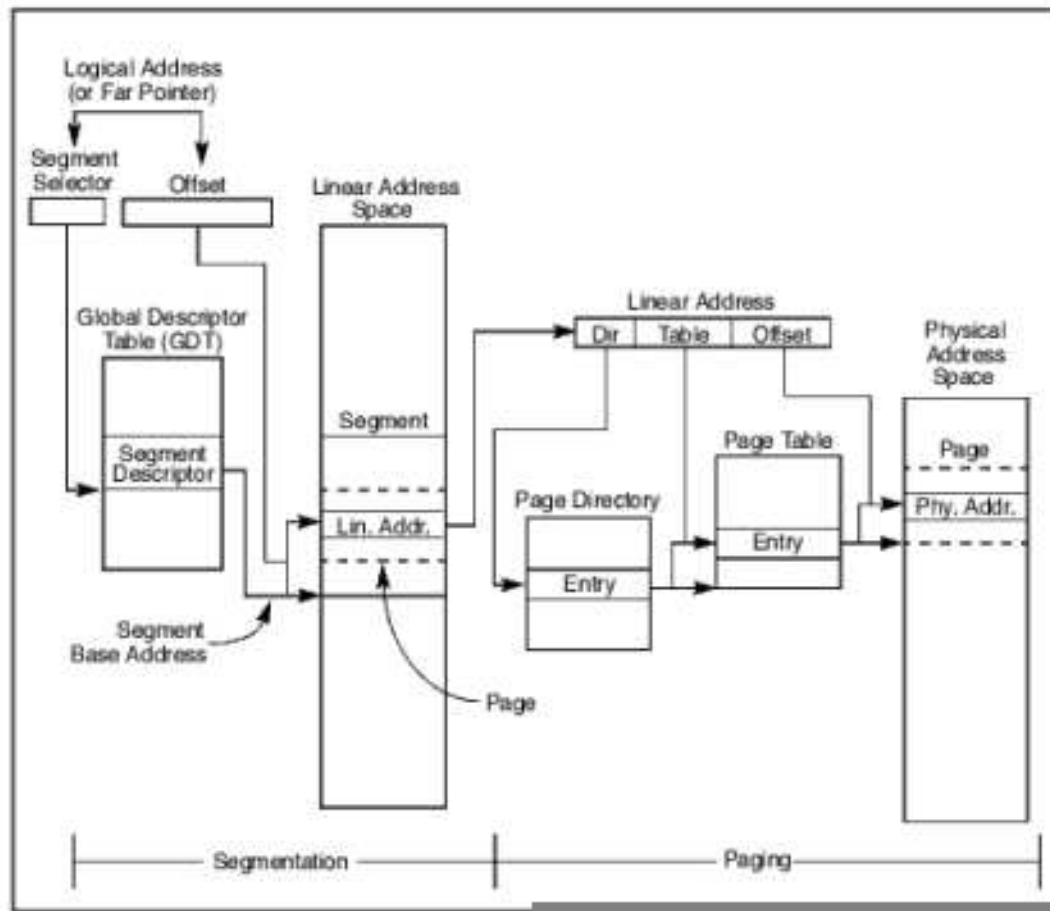 Logical Address
(or Far Pointer)
Segment
Selector
Offset
Linear Address
Space
Global Descriptor
Table (GDT)
Segment
Descriptor
Segment
Lin. Addr.
Segment
Base Address
Page
Linear Address
Dir
Table
Offset
Page Directory
Entry
Page Table
Entry
Physical
Address
Space
Page
Phy. Addr.
Segmentation
Paging